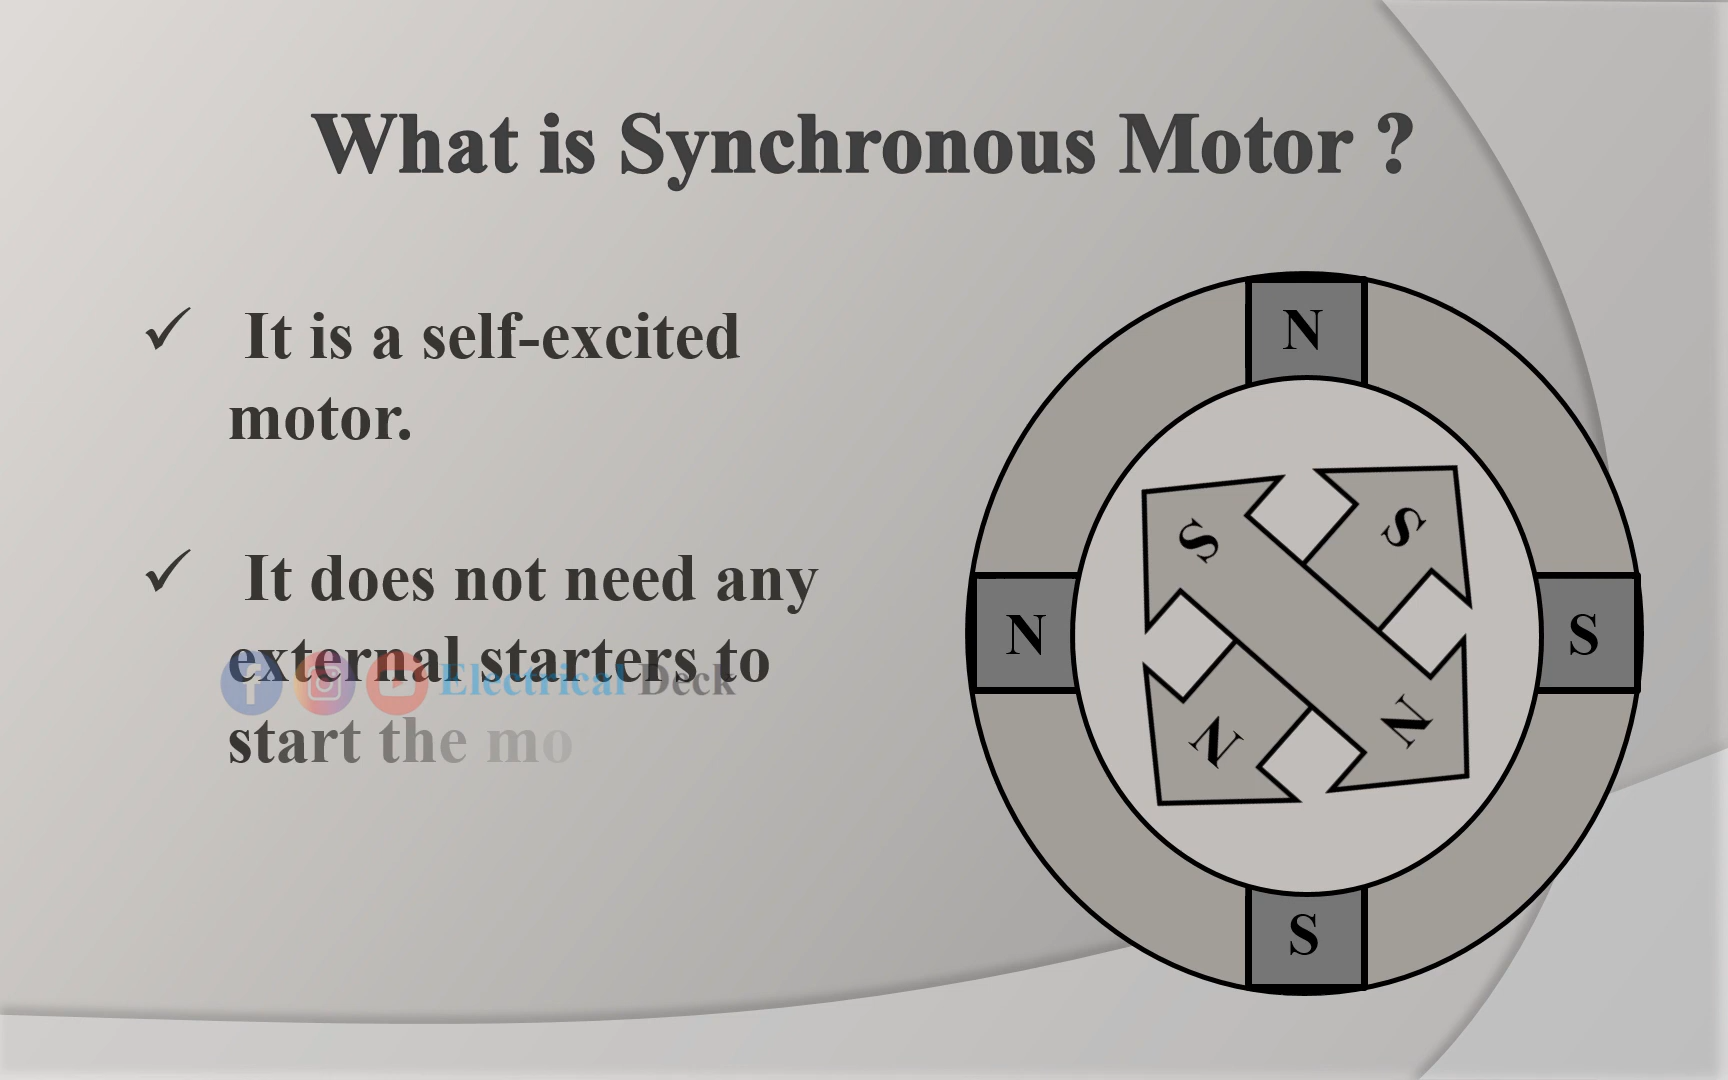 What is Synchronous Motor ?
✓ It is a self-excited
motor.
✓ It does not need any
external starters to
start the mo
Electrical Deck
N
S
S
N
S
N
N
S